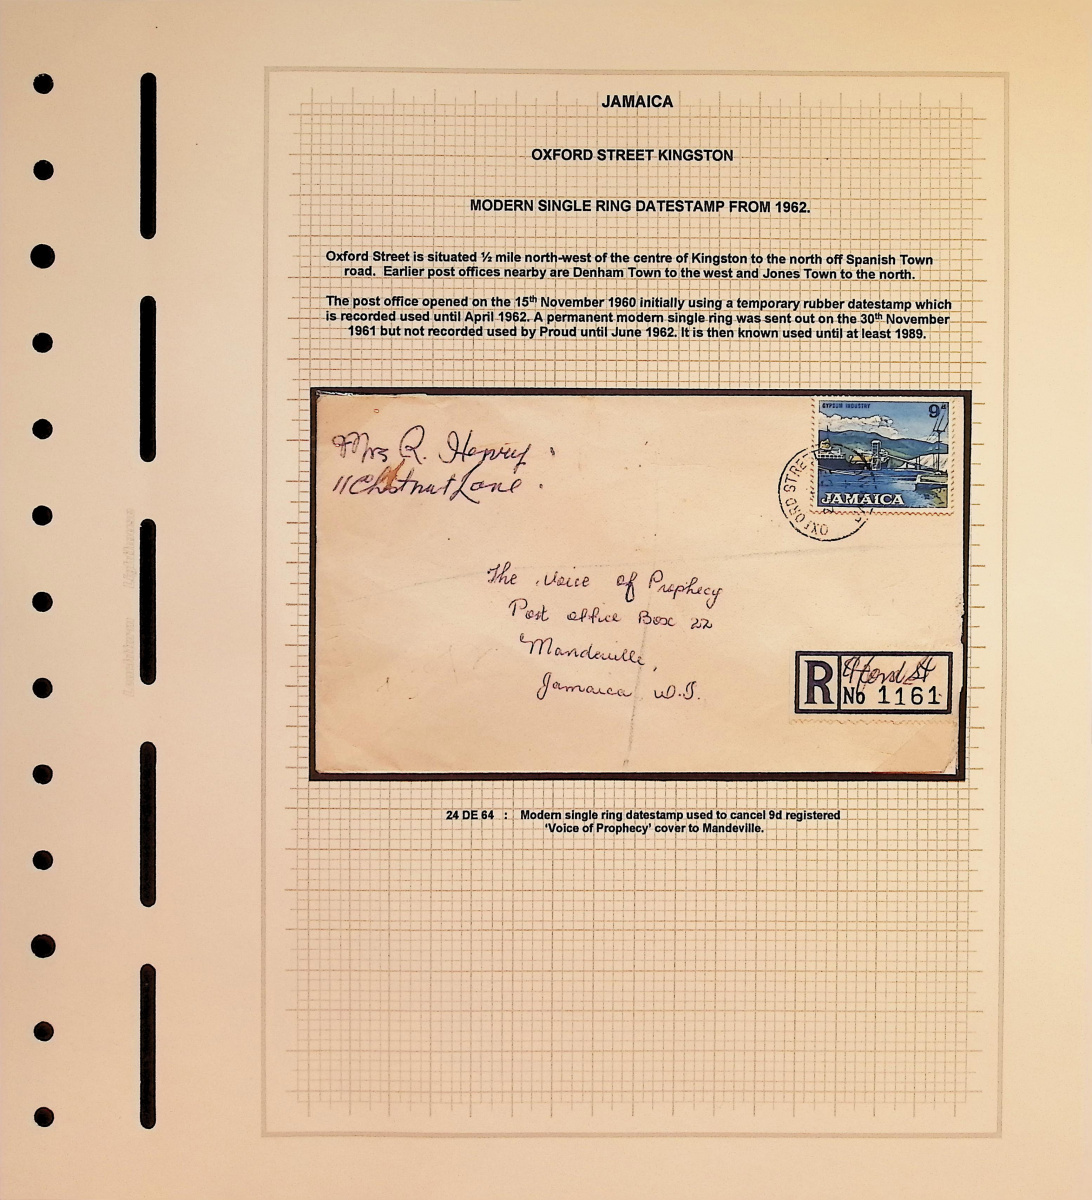 JAMAICA
OXFORD STREET KINGSTON
MODERN SINGLE RING DATESTAMP FROM 1962.
Oxford Street is situated ½ mile north-west of the centre of Kingston to the north off Spanish Town
road. Earlier post offices nearby are Denham Town to the west and Jones Town to the north.
The post office opened on the 15th November 1960 initially using a temporary rubber datestamp which
is recorded used until April 1962. A permanent modern single ring was sent out on the 30th November
1961 but not recorded used by Proud until June 1962. It is then known used until at least 1989.
Mrs R. Henry
11 Chestnut Lane
GYPSUM INDUSTRY
9d
JAMAICA
OXFORD STREE
The Voice of Prophecy
Post office Box 22
Mandeville,
Jamaica W.I.
R
St
No 1161
24 DE 64 : Modern single ring datestamp used to cancel 9d registered
'Voice of Prophecy' cover to Mandeville.